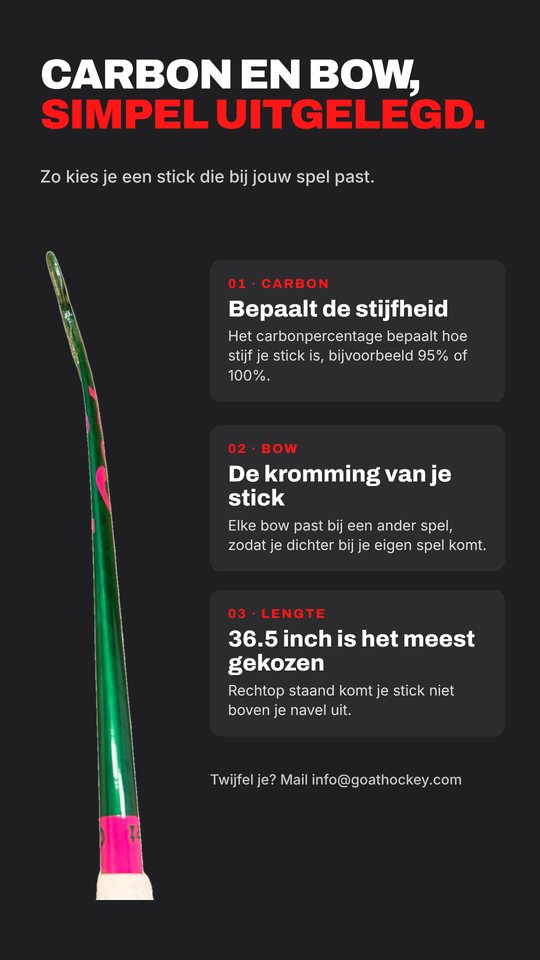 CARBON EN BOW,
SIMPEL UITGELEGD.
Zo kies je een stick die bij jouw spel past.
01 · CARBON
Bepaalt de stijfheid
Het carbonpercentage bepaalt hoe
stijf je stick is, bijvoorbeeld 95% of
100%.
02 · BOW
De kromming van je
stick
Elke bow past bij een ander spel,
zodat je dichter bij je eigen spel komt.
03 · LENGTE
36.5 inch is het meest
gekozen
Rechtop staand komt je stick niet
boven je navel uit.
Twijfel je? Mail info@goathockey.com